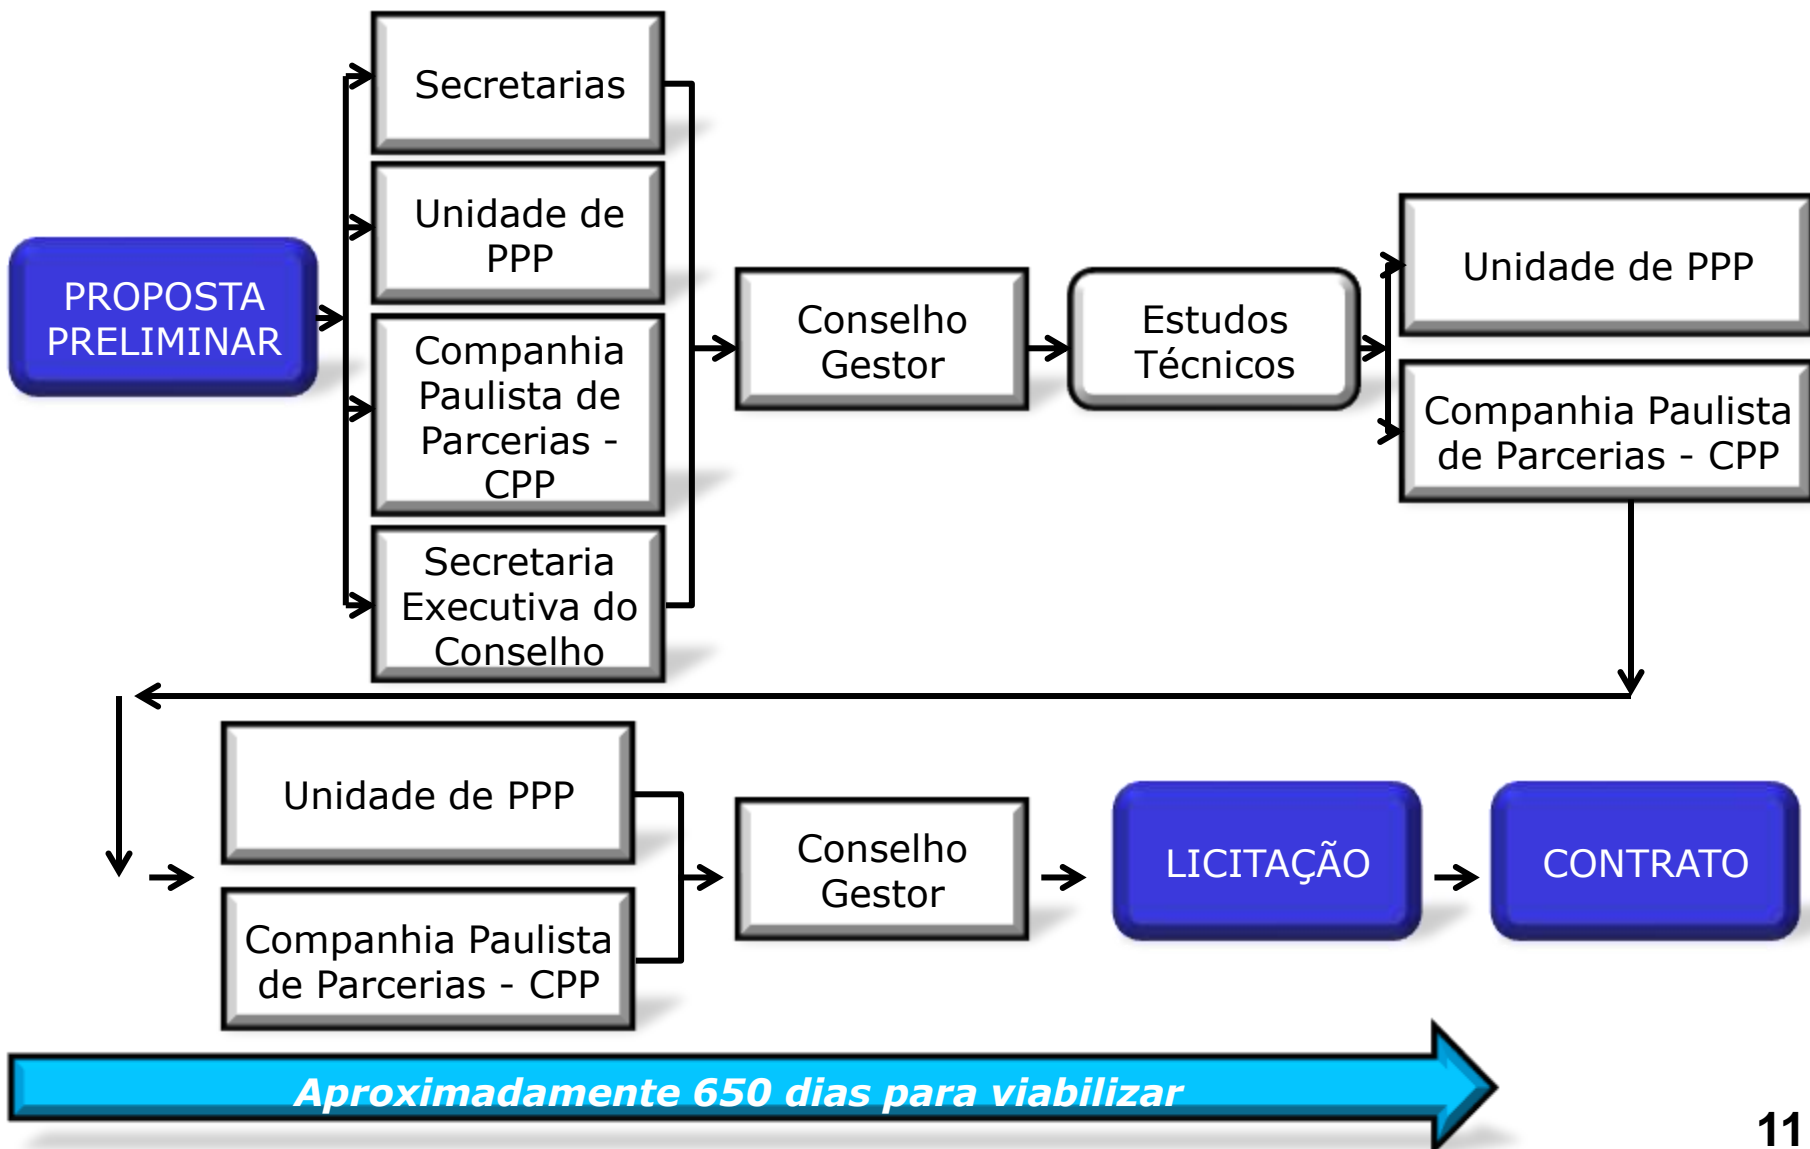 PROPOSTA
PRELIMINAR
Secretarias
Unidade de
PPP
Companhia
Paulista de
Parcerias -
CPP
Secretaria
Executiva do
Conselho
Conselho
Gestor
Estudos
Técnicos
Unidade de PPP
Companhia Paulista
de Parcerias - CPP
Unidade de PPP
Companhia Paulista
de Parcerias - CPP
Conselho
Gestor
LICITAÇÃO
CONTRATO
Aproximadamente 650 dias para viabilizar
11